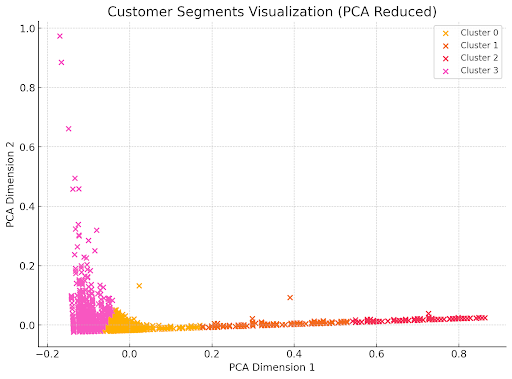 Customer Segments Visualization (PCA Reduced)
Cluster 0
Cluster 1
Cluster 2
Cluster 3
1.0
0.8
0.6
0.4
0.2
0.0
PCA Dimension 2
−0.2 0.0 0.2 0.4 0.6 0.8
PCA Dimension 1